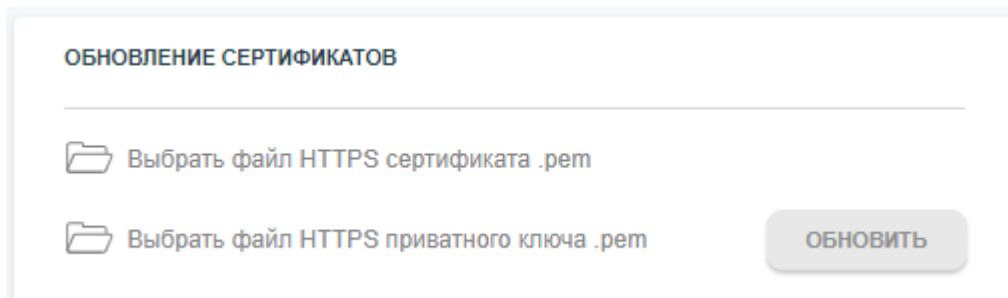 ОБНОВЛЕНИЕ СЕРТИФИКАТОВ
Выбрать файл HTTPS сертификата .pem
Выбрать файл HTTPS приватного ключа .pem
ОБНОВИТЬ